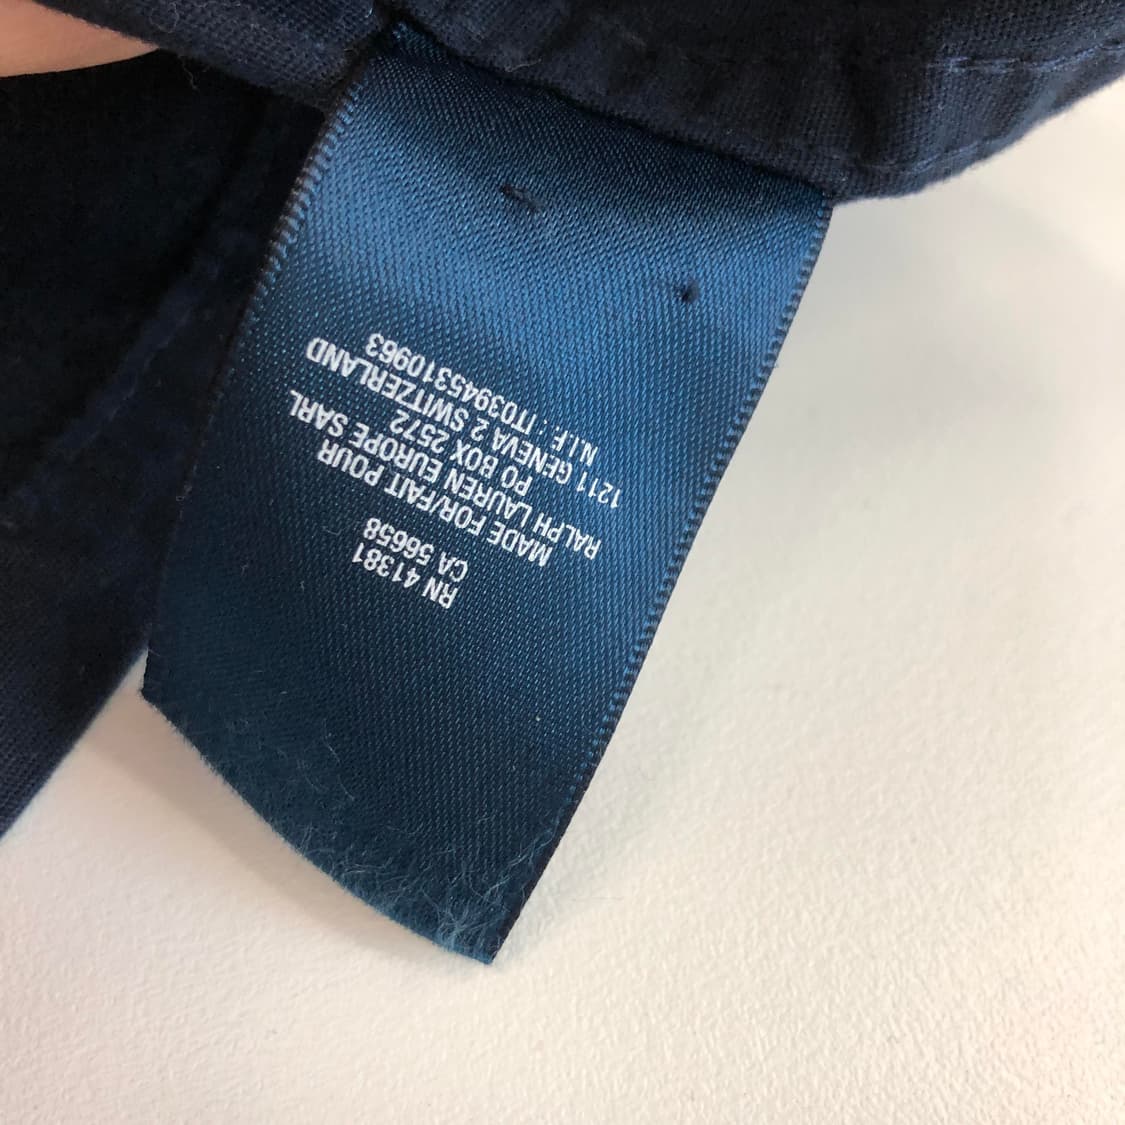 RN 41381
CA 56658
MADE FOR/FAIT POUR
RALPH LAUREN EUROPE SARL
PO BOX 2572
1211 GENEVA 2 SWITZERLAND
N.I.F.: IT03945310963